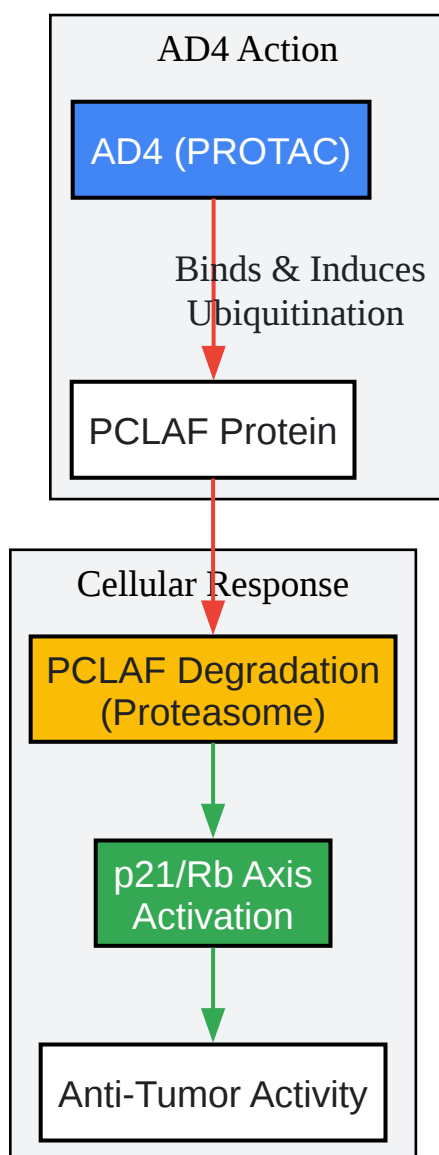 AD4 Action
AD4 (PROTAC)
Binds & Induces
Ubiquitination
PCLAF Protein
Cellular Response
PCLAF Degradation
(Proteasome)
p21/Rb Axis
Activation
Anti-Tumor Activity